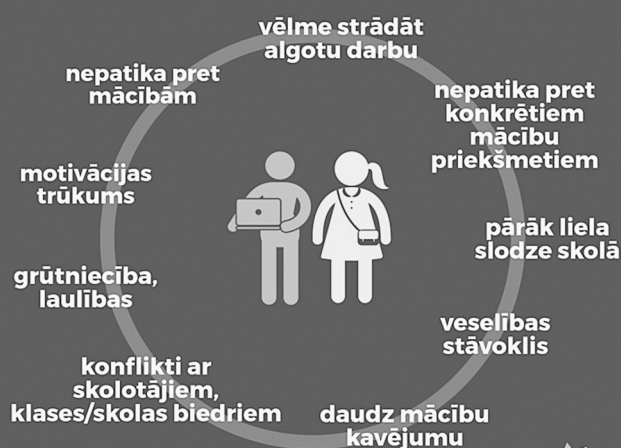 vēlme strādāt
algotu darbu
nepatika pret
konkrētiem
mācību
priekšmetiem
pārāk liela
slodze skolā
veselības
stāvoklis
daudz mācību
kavējumu
konflikti ar
skolotājiem,
klases/skolas biedriem
grūtniecība,
laulības
motivācijas
trūkums
nepatika pret
mācībām